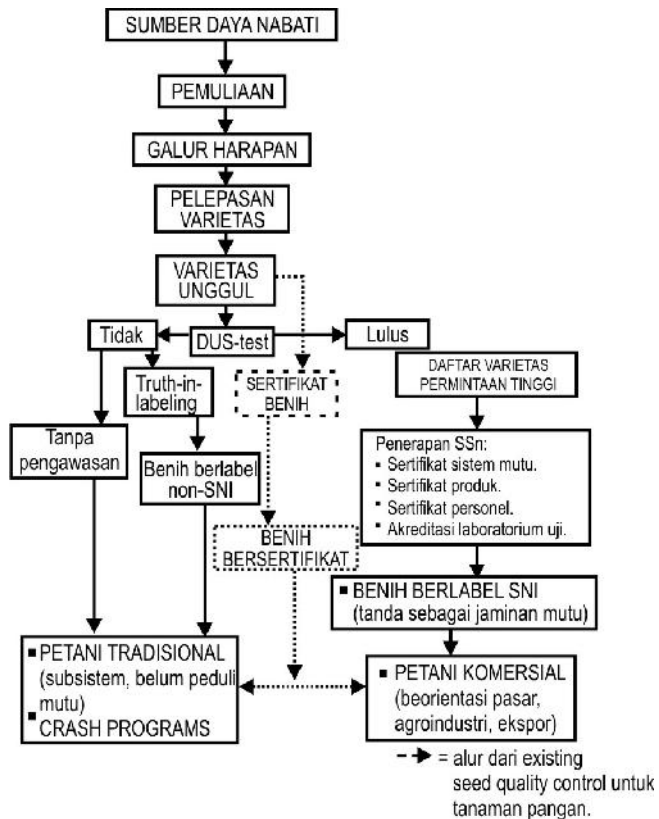 SUMBER DAYA NABATI
PEMULIAAN
GALUR HARAPAN
PELEPASAN
VARIETAS
VARIETAS
UNGGUL
Tidak
DUS-test
Lulus
Truth-in-
labeling
SERTIFIKAT
BENIH
DAFTAR VARIETAS
PERMINTAAN TINGGI
Tanpa
pengawasan
Benih berlabel
non-SNI
Penerapan SSn:
▪ Sertifikat sistem mutu.
▪ Sertifikat produk.
▪ Sertifikat personel.
▪ Akreditasi laboratorium uji.
BENIH
BERSERTIFIKAT
▪ BENIH BERLABEL SNI
(tanda sebagai jaminan mutu)
▪ PETANI TRADISIONAL
(subsistem, belum peduli
mutu)
▪ CRASH PROGRAMS
▪ PETANI KOMERSIAL
(beorientasi pasar,
agroindustri, ekspor)
= alur dari existing
seed quality control untuk
tanaman pangan.